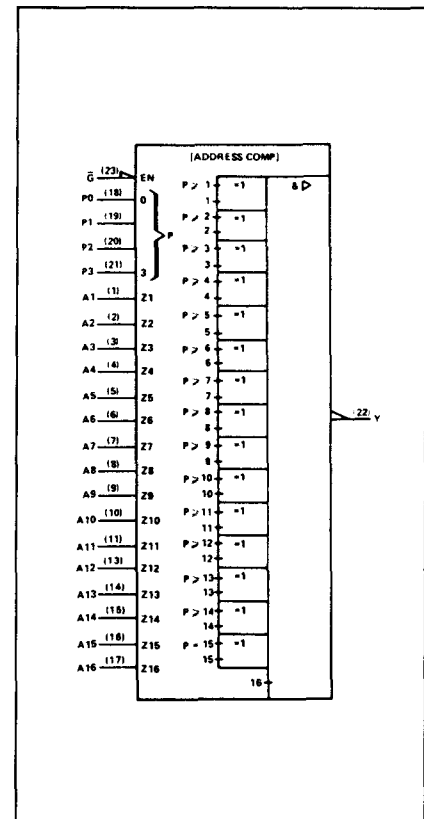 [ADDRESS COMP]
G̅ (23) EN
P0 (18) 0
P1 (19)
P2 (20)
P3 (21) 3
P
A1 (1) Z1
A2 (2) Z2
A3 (3) Z3
A4 (4) Z4
A5 (5) Z5
A6 (6) Z6
A7 (7) Z7
A8 (8) Z8
A9 (9) Z9
A10 (10) Z10
A11 (11) Z11
A12 (13) Z12
A13 (14) Z13
A14 (15) Z14
A15 (16) Z15
A16 (17) Z16
P ⩾ 1 =1
1
P ⩾ 2 =1
2
P ⩾ 3 =1
3
P ⩾ 4 =1
4
P ⩾ 5 =1
5
P ⩾ 6 =1
6
P ⩾ 7 =1
7
P ⩾ 8 =1
8
P ⩾ 9 =1
9
P ⩾ 10 =1
10
P ⩾ 11 =1
11
P ⩾ 12 =1
12
P ⩾ 13 =1
13
P ⩾ 14 =1
14
P = 15 =1
15
16
& ▷
(22) Y